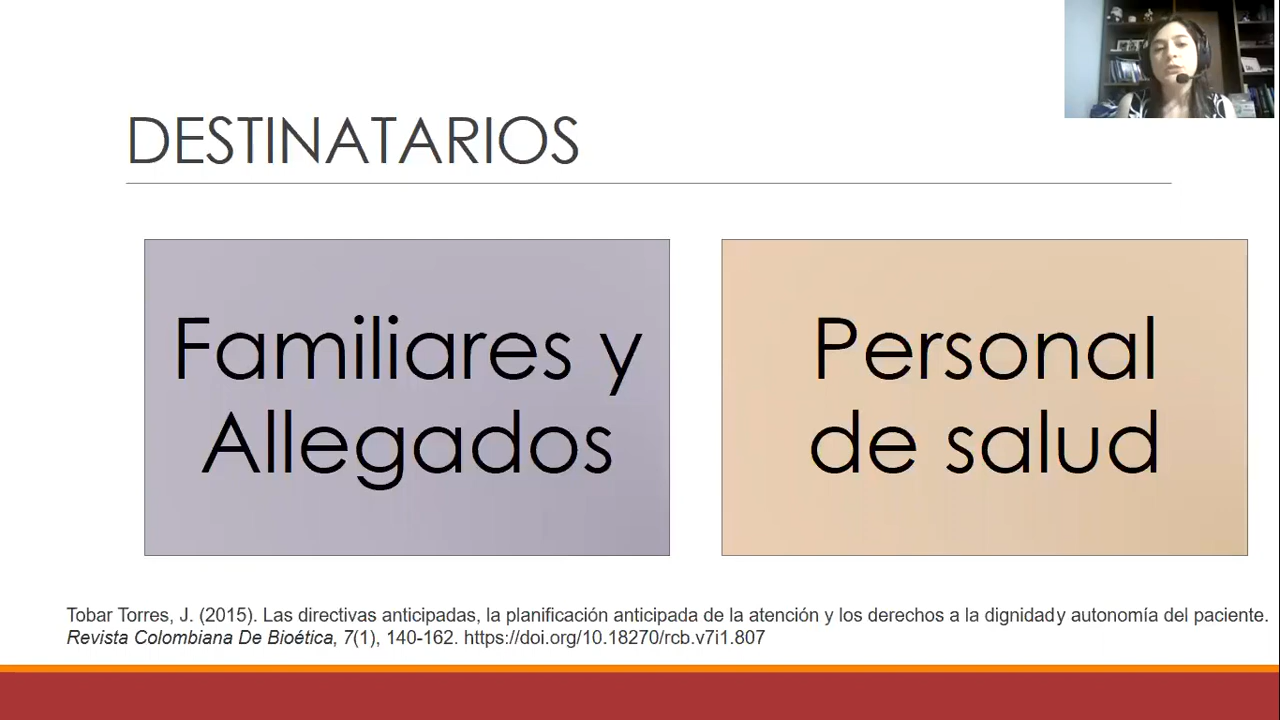 DESTINATARIOS
Familiares y
Allegados
Personal
de salud
Tobar Torres, J. (2015). Las directivas anticipadas, la planificación anticipada de la atención y los derechos a la dignidad y autonomía del paciente.
Revista Colombiana De Bioética, 7(1), 140-162. https://doi.org/10.18270/rcb.v7i1.807